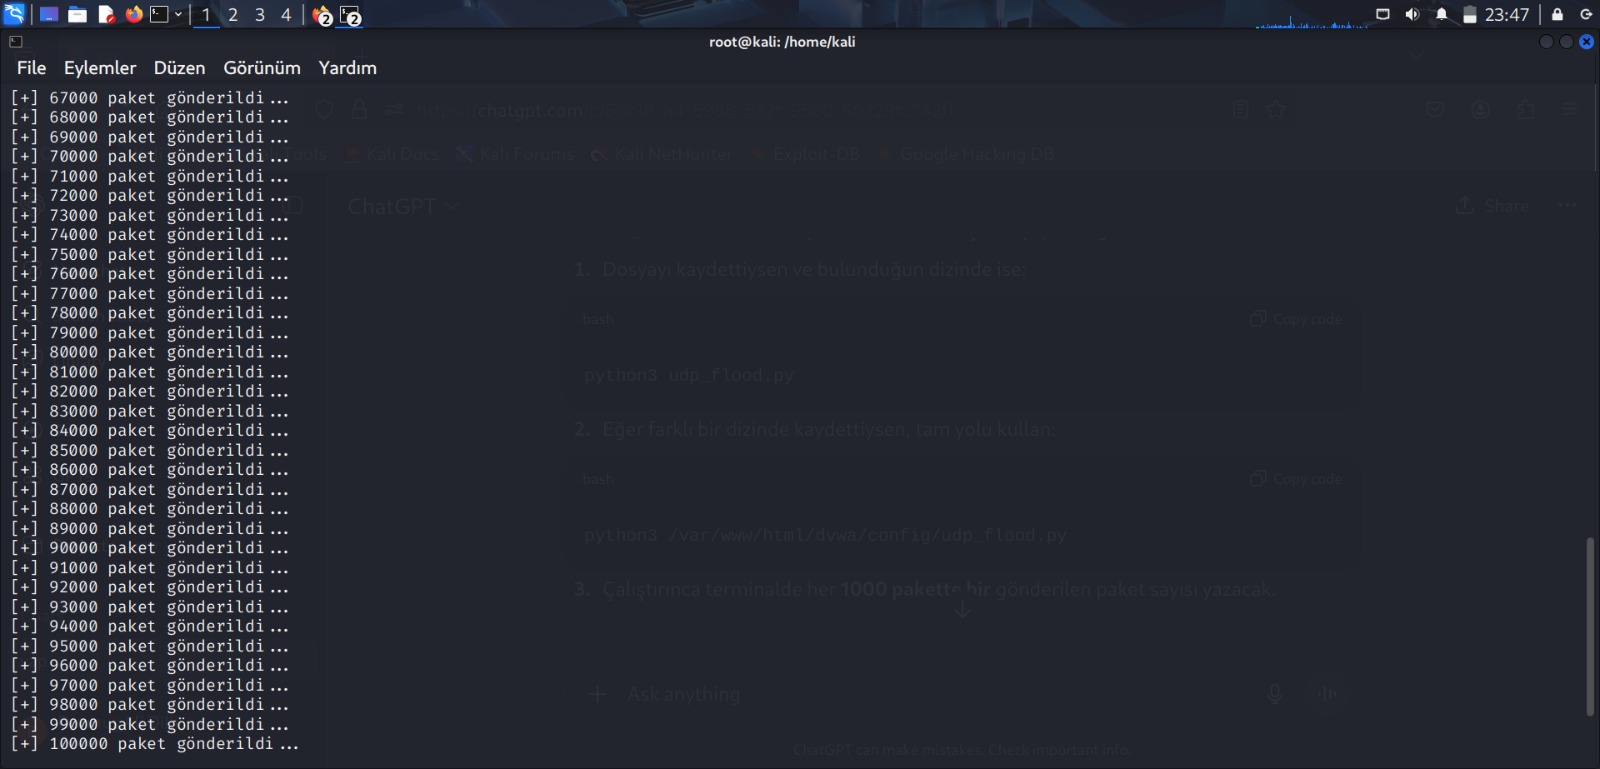 1 2 3 4 2 2 23:47
root@kali: /home/kali
File Eylemler Düzen Görünüm Yardım
[+] 67000 paket gönderildi...
[+] 68000 paket gönderildi...
[+] 69000 paket gönderildi...
[+] 70000 paket gönderildi...
[+] 71000 paket gönderildi...
[+] 72000 paket gönderildi...
[+] 73000 paket gönderildi...
[+] 74000 paket gönderildi...
[+] 75000 paket gönderildi...
[+] 76000 paket gönderildi...
[+] 77000 paket gönderildi...
[+] 78000 paket gönderildi...
[+] 79000 paket gönderildi...
[+] 80000 paket gönderildi...
[+] 81000 paket gönderildi...
[+] 82000 paket gönderildi...
[+] 83000 paket gönderildi...
[+] 84000 paket gönderildi...
[+] 85000 paket gönderildi...
[+] 86000 paket gönderildi...
[+] 87000 paket gönderildi...
[+] 88000 paket gönderildi...
[+] 89000 paket gönderildi...
[+] 90000 paket gönderildi...
[+] 91000 paket gönderildi...
[+] 92000 paket gönderildi...
[+] 93000 paket gönderildi...
[+] 94000 paket gönderildi...
[+] 95000 paket gönderildi...
[+] 96000 paket gönderildi...
[+] 97000 paket gönderildi...
[+] 98000 paket gönderildi...
[+] 99000 paket gönderildi...
[+] 100000 paket gönderildi...
Tools Kali Docs Kali Forums Kali NetHunter Exploit-DB Google Hacking DB
ChatGPT Share
1. Dosyayı kaydettiysen ve bulunduğun dizinde ise:
bash Copy code
python3 udp_flood.py
2. Eğer farklı bir dizinde kaydettiysen, tam yolu kullan:
bash Copy code
python3 /var/www/html/dvwa/config/udp_flood.py
3. Çalıştırınca terminalde her 1000 pakette bir gönderilen paket sayısı yazacak.
Ask anything
ChatGPT can make mistakes. Check important info.